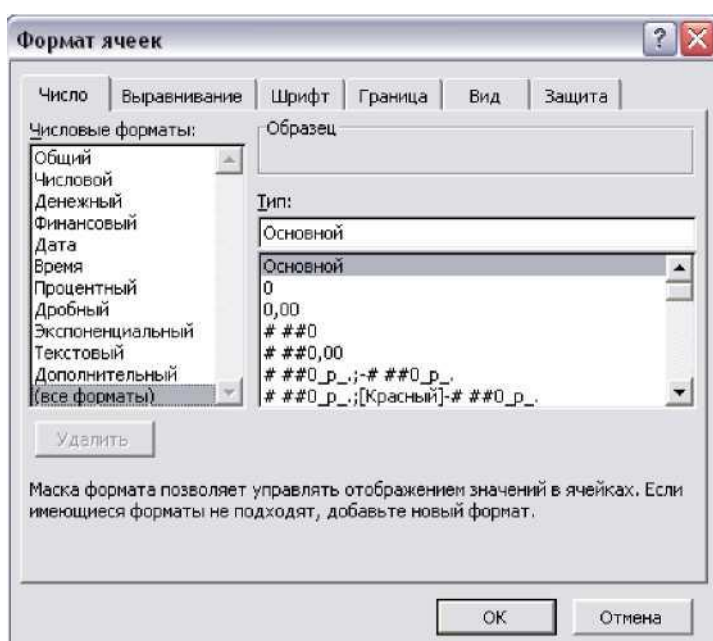 Формат ячеек
Число
Выравнивание
Шрифт
Граница
Вид
Защита
Числовые форматы:
Общий
Числовой
Денежный
Финансовый
Дата
Время
Процентный
Дробный
Экспоненциальный
Текстовый
Дополнительный
(все форматы)
Образец
Тип:
Основной
Основной
0
0,00
# ##0
# ##0,00
# ##0_р_.;-# ##0_р_.
# ##0_р_.;[Красный]-# ##0_р_.
Удалить
Маска формата позволяет управлять отображением значений в ячейках. Если
имеющиеся форматы не подходят, добавьте новый формат.
ОК
Отмена